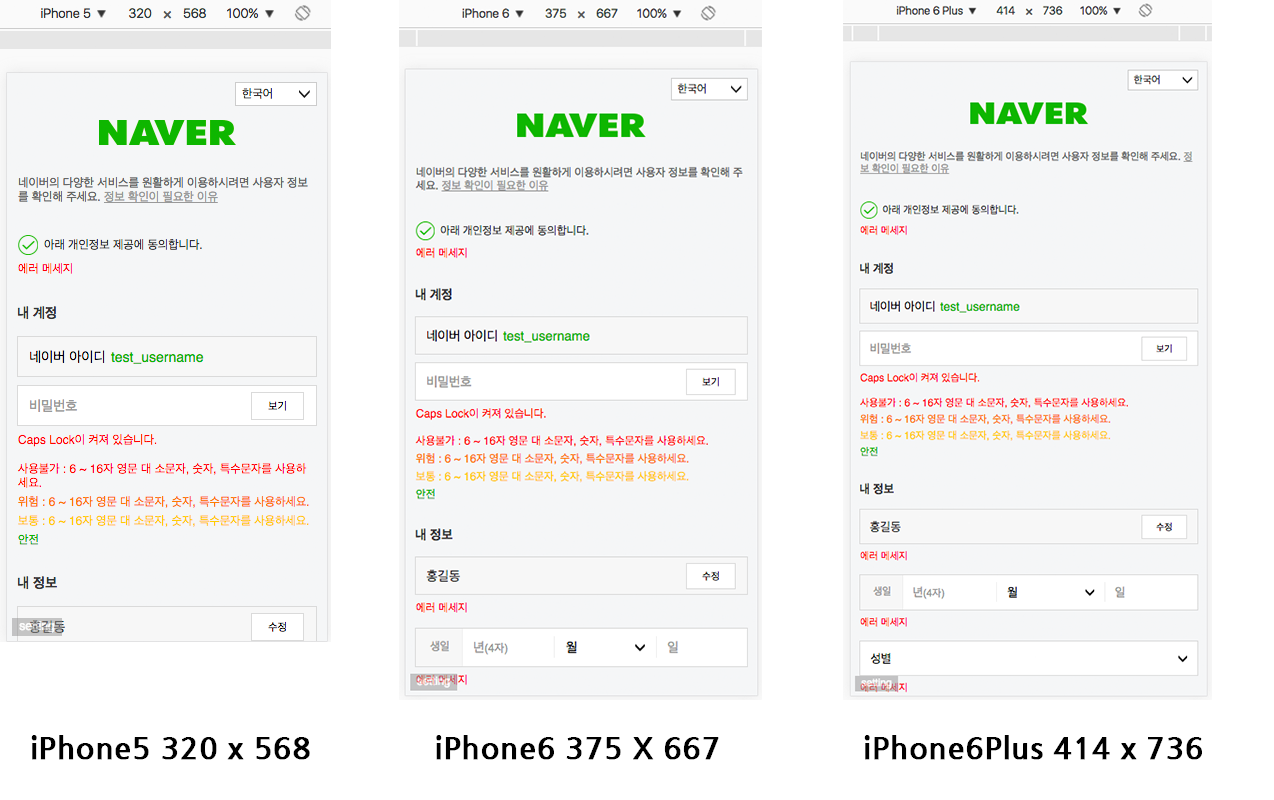 iPhone 5 ▼ 320 x 568 100% ▼
한국어
NAVER
네이버의 다양한 서비스를 원활하게 이용하시려면 사용자 정보
를 확인해 주세요. 정보 확인이 필요한 이유
아래 개인정보 제공에 동의합니다.
에러 메세지
내 계정
네이버 아이디 test_username
비밀번호 보기
Caps Lock이 켜져 있습니다.
사용불가 : 6 ~ 16자 영문 대 소문자, 숫자, 특수문자를 사용하
세요.
위험 : 6 ~ 16자 영문 대 소문자, 숫자, 특수문자를 사용하세요.
보통 : 6 ~ 16자 영문 대 소문자, 숫자, 특수문자를 사용하세요.
안전
내 정보
홍길동 수정
iPhone5 320 x 568
iPhone 6 ▼ 375 x 667 100% ▼
한국어
NAVER
네이버의 다양한 서비스를 원활하게 이용하시려면 사용자 정보를 확인해 주
세요. 정보 확인이 필요한 이유
아래 개인정보 제공에 동의합니다.
에러 메세지
내 계정
네이버 아이디 test_username
비밀번호 보기
Caps Lock이 켜져 있습니다.
사용불가 : 6 ~ 16자 영문 대 소문자, 숫자, 특수문자를 사용하세요.
위험 : 6 ~ 16자 영문 대 소문자, 숫자, 특수문자를 사용하세요.
보통 : 6 ~ 16자 영문 대 소문자, 숫자, 특수문자를 사용하세요.
안전
내 정보
홍길동 수정
에러 메세지
생일 년(4자) 월 일
에러 메세지
setting
iPhone6 375 X 667
iPhone 6 Plus ▼ 414 x 736 100% ▼
한국어
NAVER
네이버의 다양한 서비스를 원활하게 이용하시려면 사용자 정보를 확인해 주세요. 정
보 확인이 필요한 이유
아래 개인정보 제공에 동의합니다.
에러 메세지
내 계정
네이버 아이디 test_username
비밀번호 보기
Caps Lock이 켜져 있습니다.
사용불가 : 6 ~ 16자 영문 대 소문자, 숫자, 특수문자를 사용하세요.
위험 : 6 ~ 16자 영문 대 소문자, 숫자, 특수문자를 사용하세요.
보통 : 6 ~ 16자 영문 대 소문자, 숫자, 특수문자를 사용하세요.
안전
내 정보
홍길동 수정
에러 메세지
생일 년(4자) 월 일
에러 메세지
성별
에러 메세지
setting
iPhone6Plus 414 x 736